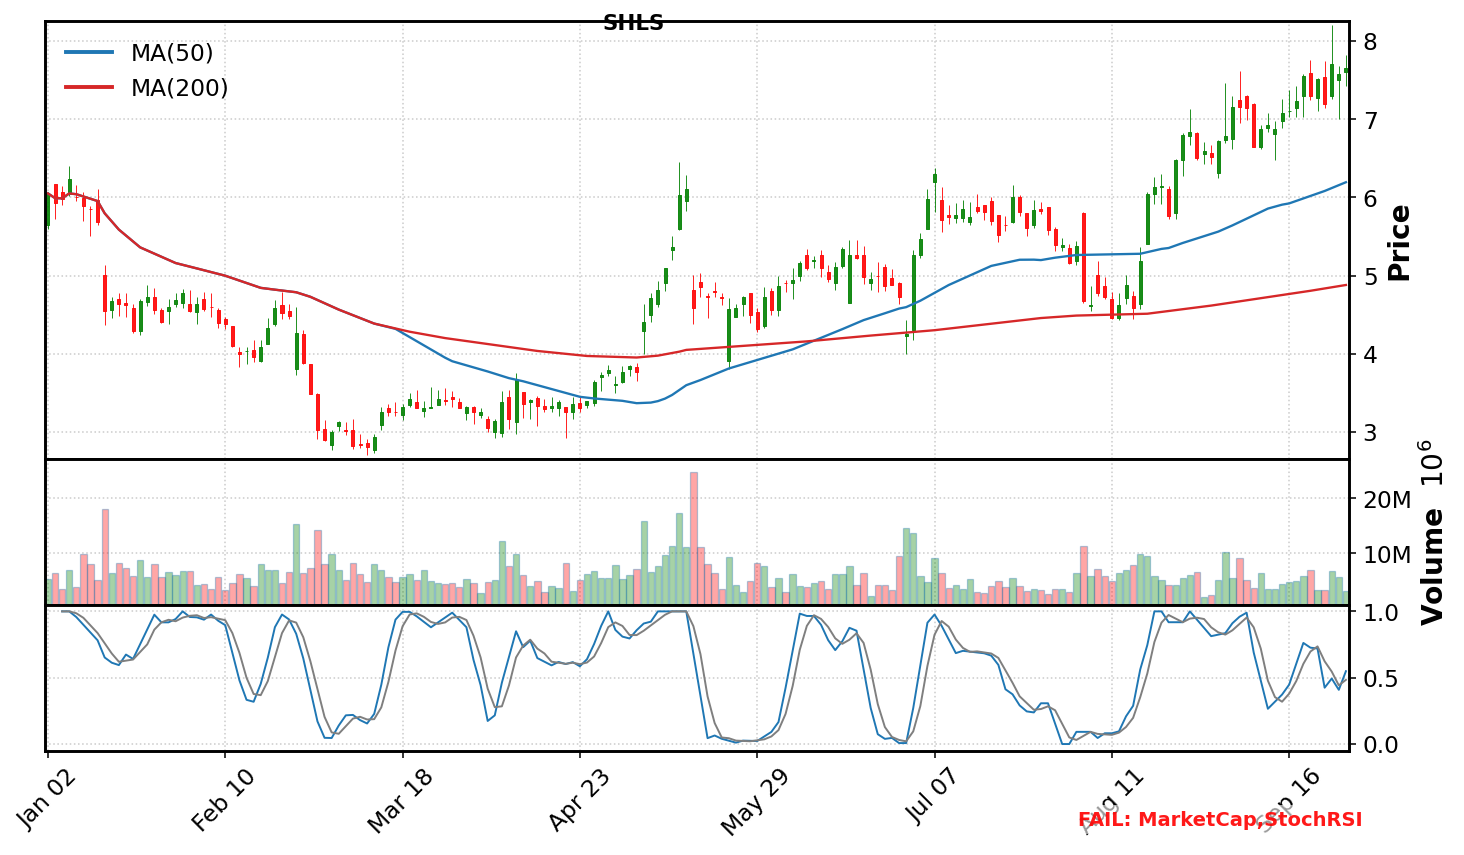 SHLS
MA(50)
MA(200)
8
7
6
5
4
3
Price
20M
10M
Volume 10^6
1.0
0.5
0.0
Jan 02
Feb 10
Mar 18
Apr 23
May 29
Jul 07
Aug 11
Sep 16
FAIL: MarketCap,StochRSI